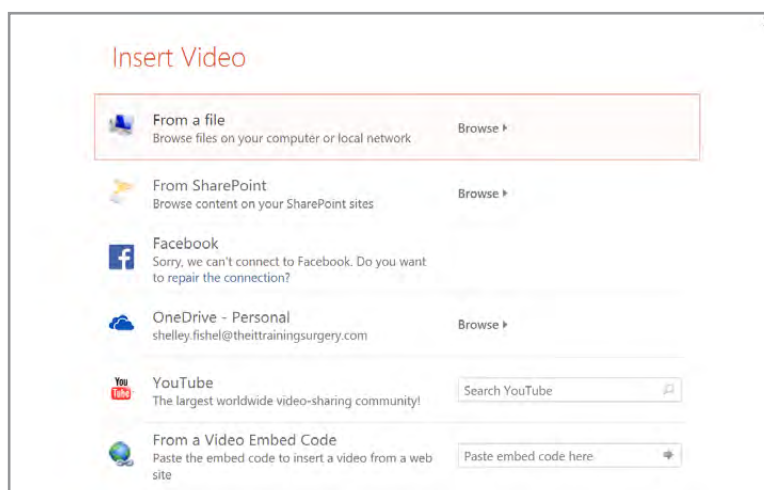 Insert Video
From a file
Browse files on your computer or local network
Browse
From SharePoint
Browse content on your SharePoint sites
Browse
Facebook
Sorry, we can't connect to Facebook. Do you want
to repair the connection?
OneDrive - Personal
shelley.fishel@theittrainingsurgery.com
Browse
You
Tube
YouTube
The largest worldwide video-sharing community!
Search YouTube
From a Video Embed Code
Paste the embed code to insert a video from a web
site
Paste embed code here